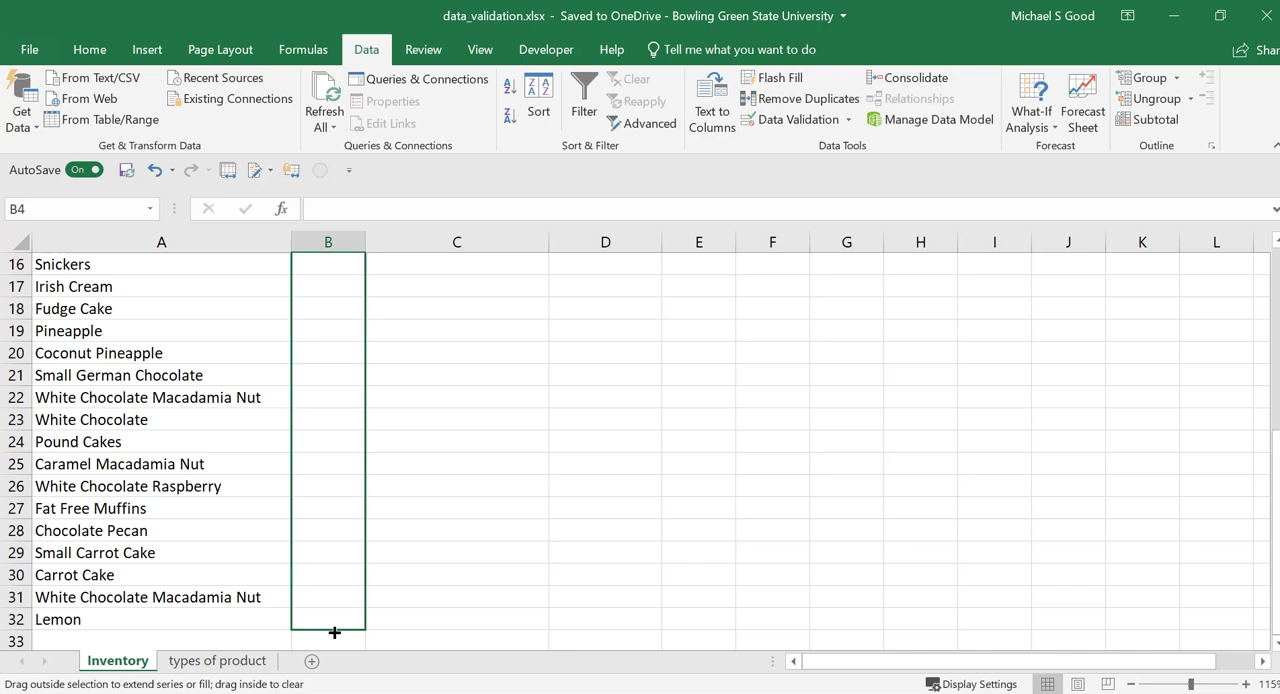 data_validation.xlsx - Saved to OneDrive - Bowling Green State University
Michael S Good
File Home Insert Page Layout Formulas Data Review View Developer Help Tell me what you want to do
Get Data
From Text/CSV
From Web
From Table/Range
Recent Sources
Existing Connections
Get & Transform Data
Refresh All
Queries & Connections
Properties
Edit Links
Queries & Connections
Sort
Filter
Clear
Reapply
Advanced
Sort & Filter
Text to Columns
Flash Fill
Remove Duplicates
Data Validation
Consolidate
Relationships
Manage Data Model
Data Tools
What-If Analysis
Forecast Sheet
Forecast
Group
Ungroup
Subtotal
Outline
AutoSave On
B4
fx
A B C D E F G H I J K L
16 Snickers
17 Irish Cream
18 Fudge Cake
19 Pineapple
20 Coconut Pineapple
21 Small German Chocolate
22 White Chocolate Macadamia Nut
23 White Chocolate
24 Pound Cakes
25 Caramel Macadamia Nut
26 White Chocolate Raspberry
27 Fat Free Muffins
28 Chocolate Pecan
29 Small Carrot Cake
30 Carrot Cake
31 White Chocolate Macadamia Nut
32 Lemon
33
Inventory types of product
Drag outside selection to extend series or fill; drag inside to clear
Display Settings